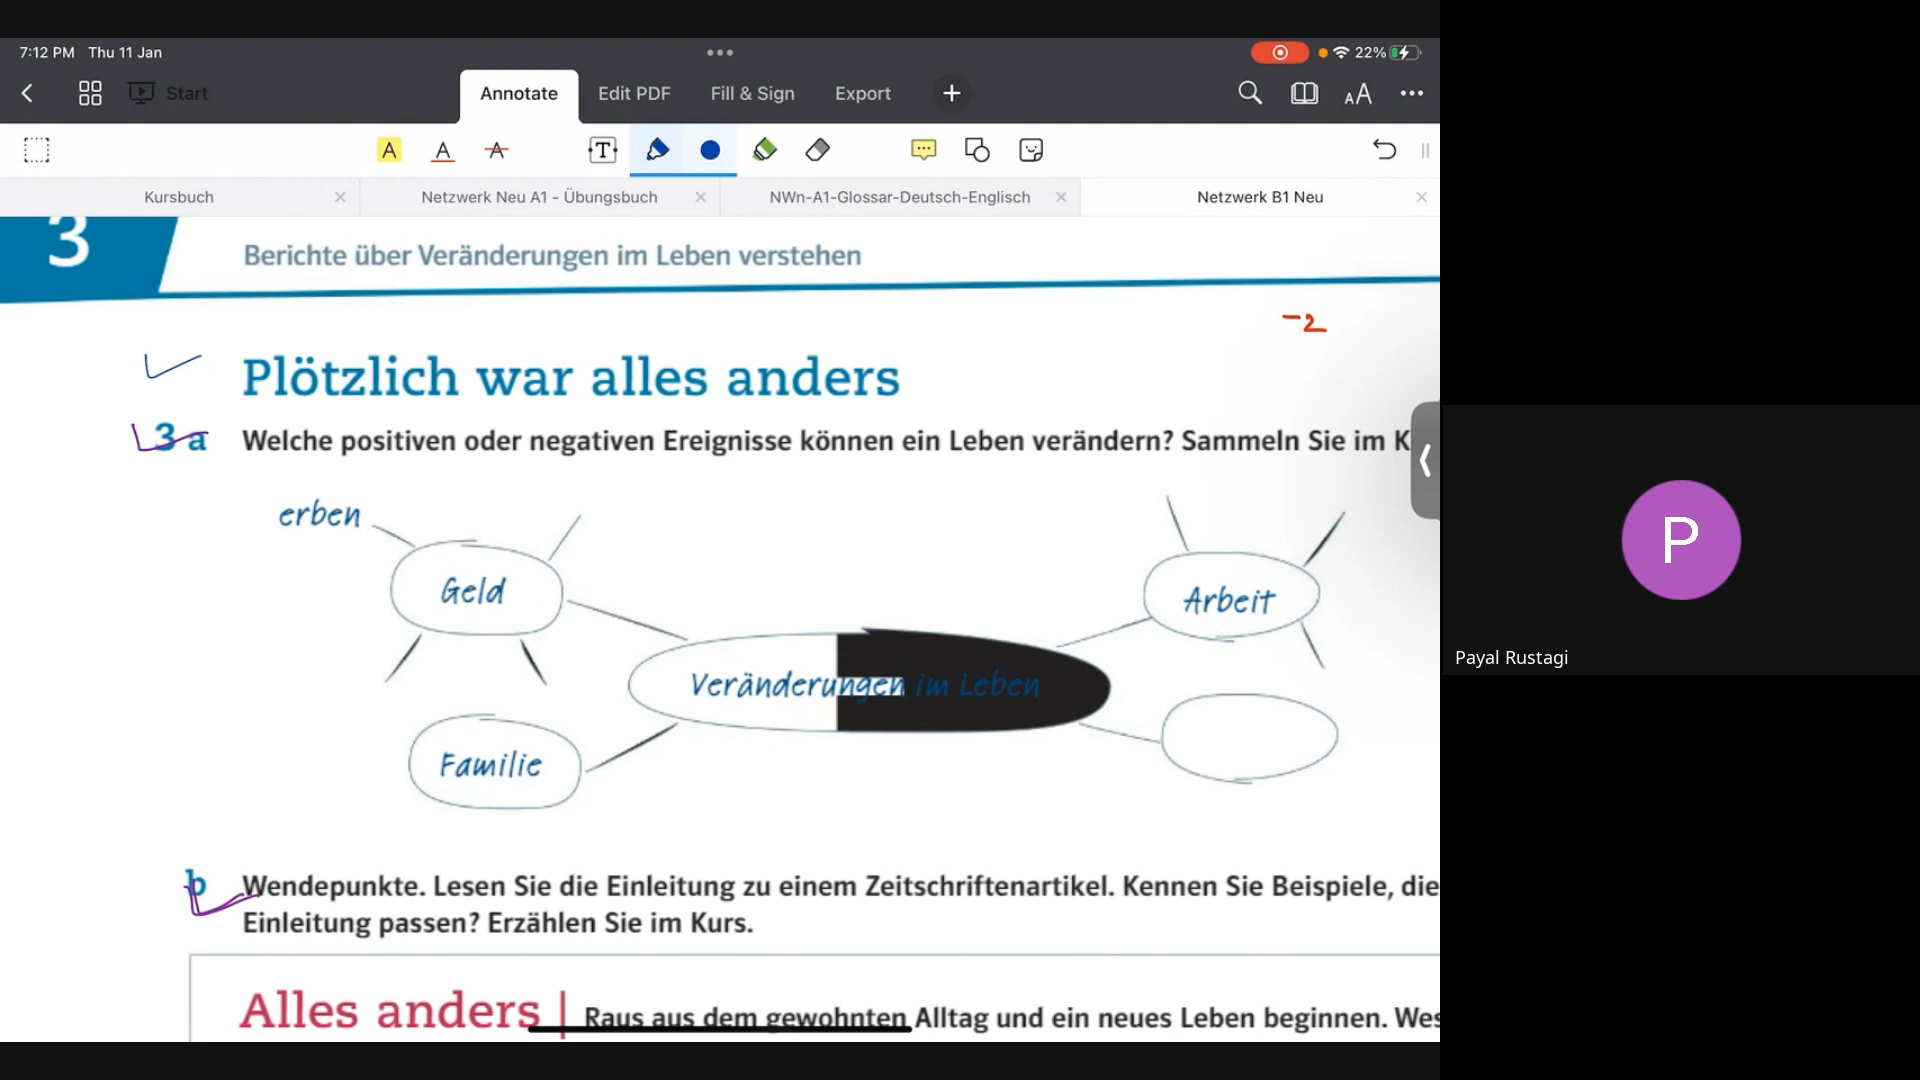 7:12 PM Thu 11 Jan
22%
Start
Annotate
Edit PDF
Fill & Sign
Export
Kursbuch
Netzwerk Neu A1 - Übungsbuch
NWn-A1-Glossar-Deutsch-Englisch
Netzwerk B1 Neu
3
Berichte über Veränderungen im Leben verstehen
-2
Plötzlich war alles anders
3 a Welche positiven oder negativen Ereignisse können ein Leben verändern? Sammeln Sie im K
erben
Geld
Arbeit
Veränderungen im Leben
Familie
b Wendepunkte. Lesen Sie die Einleitung zu einem Zeitschriftenartikel. Kennen Sie Beispiele, die
Einleitung passen? Erzählen Sie im Kurs.
Alles anders | Raus aus dem gewohnten Alltag und ein neues Leben beginnen. Wes
P
Payal Rustagi